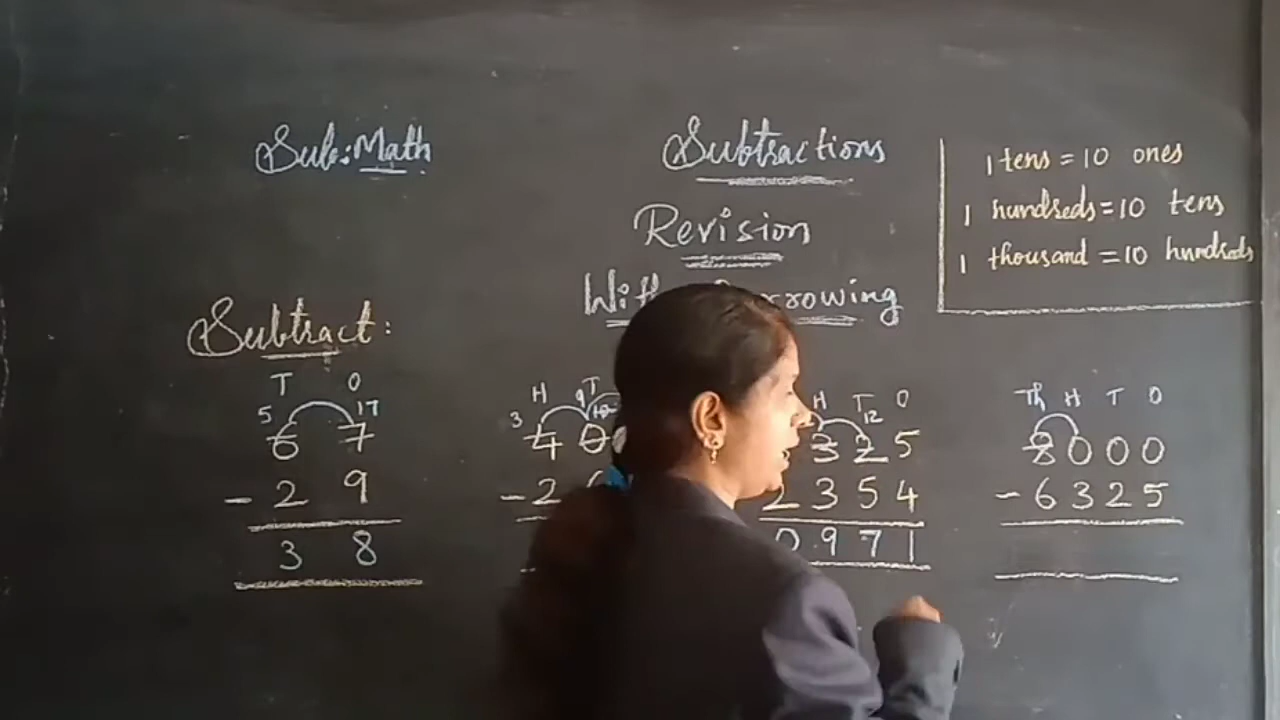 Sub: Math
Subtractions
Revision
With Borrowing
1 tens = 10 ones
1 hundreds = 10 tens
1 thousand = 10 hundreds
Subtract:
T O
5 17
6 7
- 2 9
3 8
H T
3 9 10
4 0
- 2
H T O
12
3 2 5
2 3 5 4
0 9 7 1
Th H T O
8 0 0 0
- 6 3 2 5